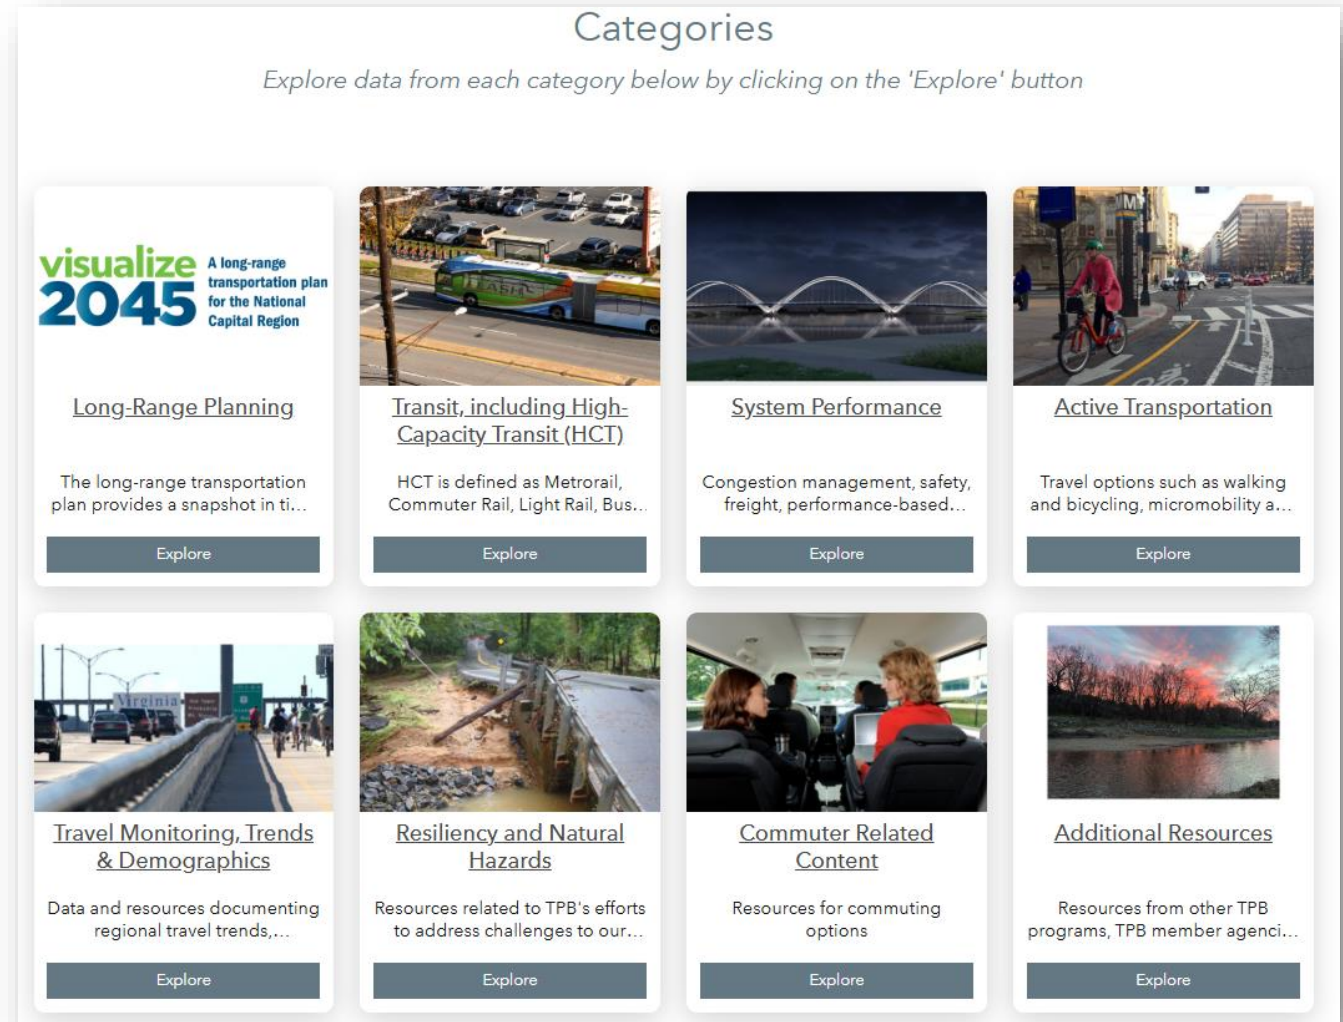 Categories
Explore data from each category below by clicking on the 'Explore' button
visualize
2045
A long-range
transportation plan
for the National
Capital Region
Long-Range Planning
The long-range transportation
plan provides a snapshot in ti...
Explore
Transit, including High-
Capacity Transit (HCT)
HCT is defined as Metrorail,
Commuter Rail, Light Rail, Bus...
Explore
System Performance
Congestion management, safety,
freight, performance-based...
Explore
M
Active Transportation
Travel options such as walking
and bicycling, micromobility a...
Explore
Virginia
Travel Monitoring, Trends
& Demographics
Data and resources documenting
regional travel trends,...
Explore
Resiliency and Natural
Hazards
Resources related to TPB's efforts
to address challenges to our...
Explore
Commuter Related
Content
Resources for commuting
options
Explore
Additional Resources
Resources from other TPB
programs, TPB member agenci...
Explore